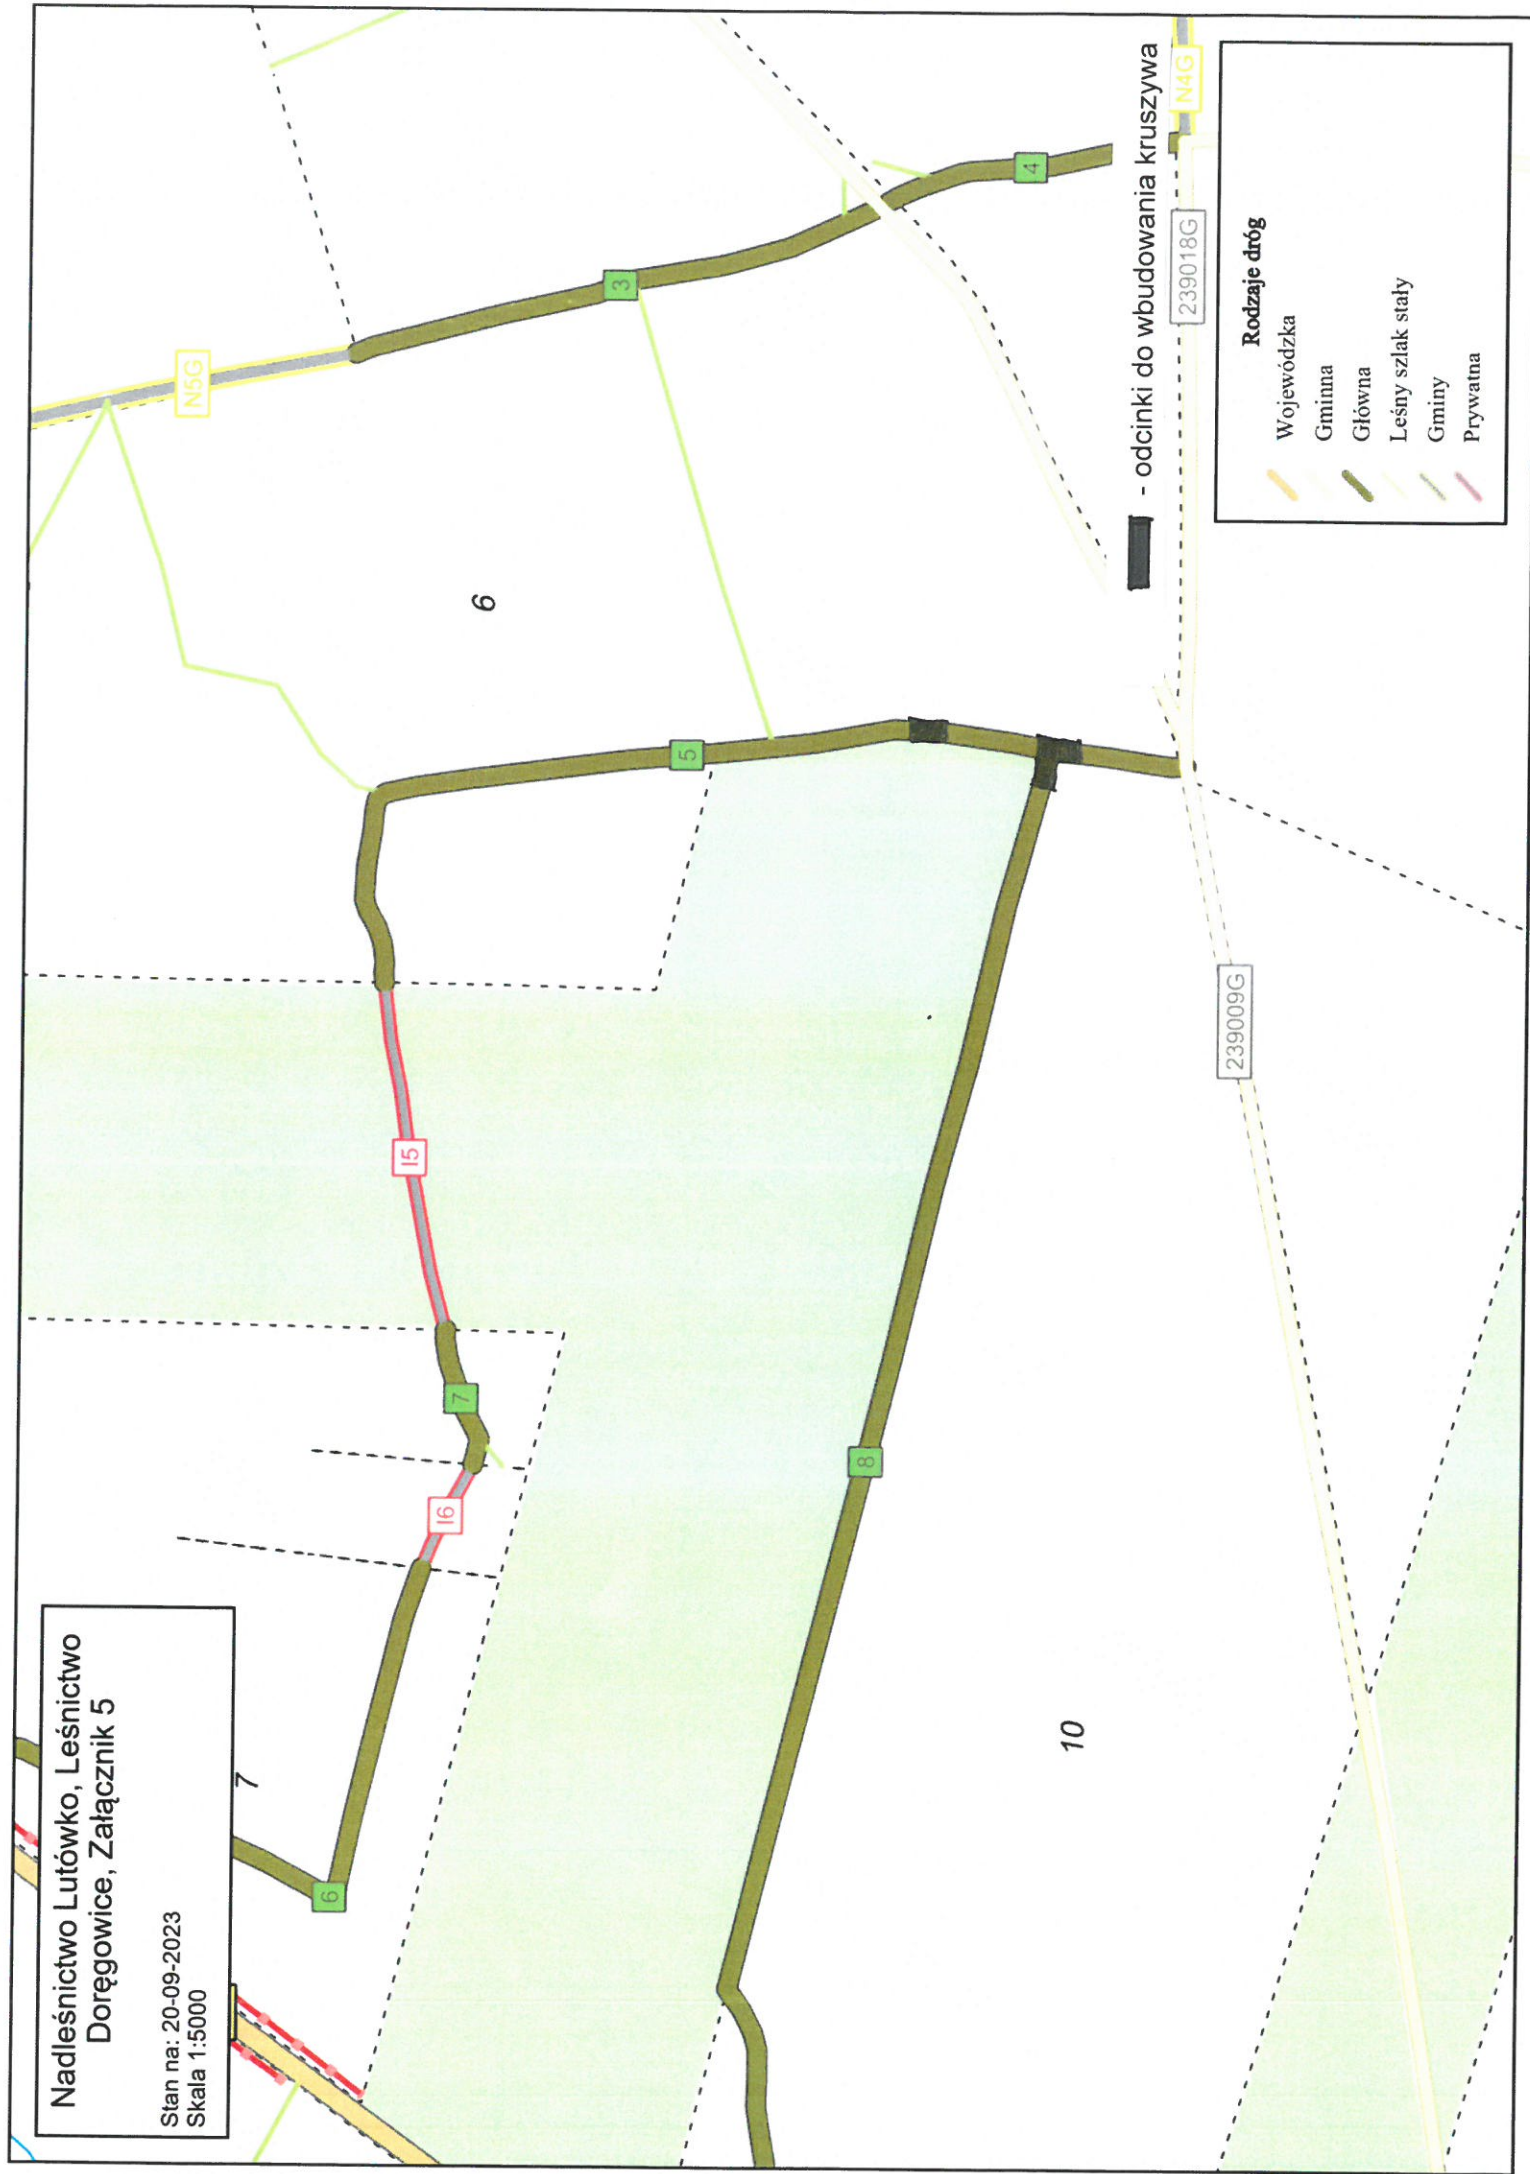 Nadleśnictwo Lutówko, Leśnictwo
Doręgowice, Załącznik 5
Stan na: 20-09-2023
Skala 1:5000
7
6
I6
7
I5
5
6
N5G
3
4
8
10
239009G
239018G
N4G
- odcinki do wbudowania kruszywa
Rodzaje dróg
Wojewódzka
Gminna
Główna
Leśny szlak stały
Gminy
Prywatna